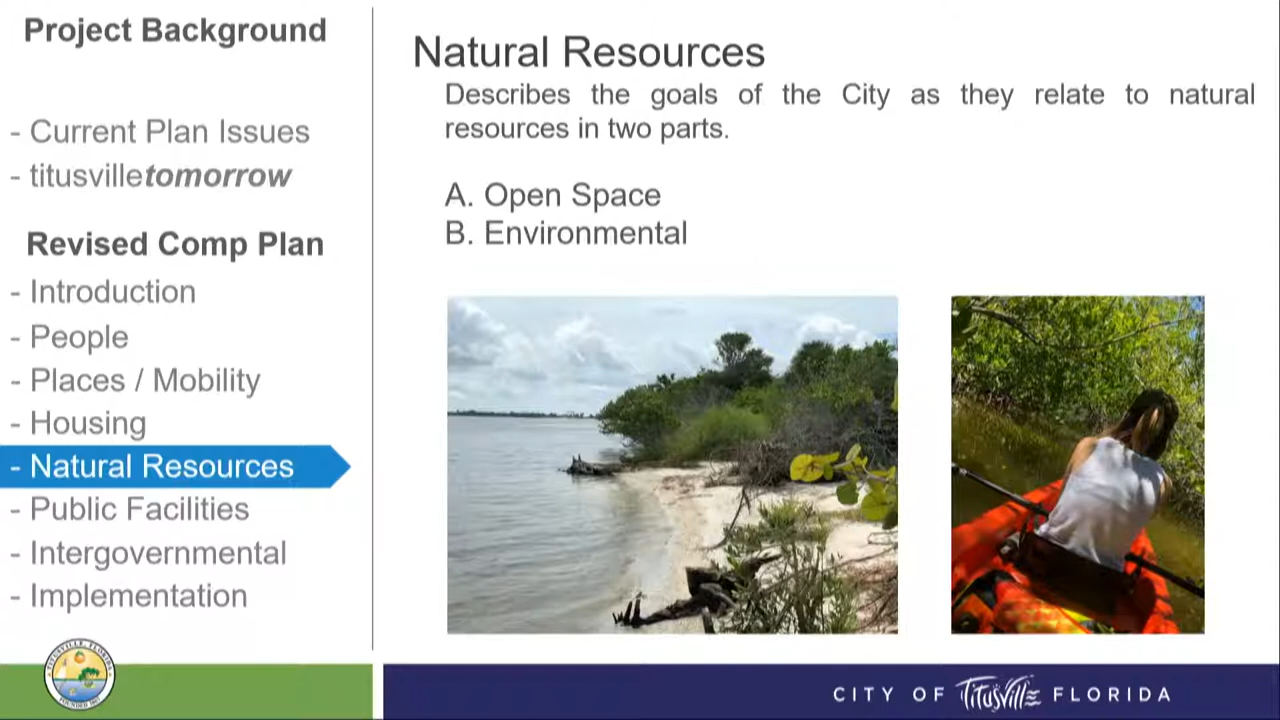 Project Background
- Current Plan Issues
- titusvilletomorrow
Revised Comp Plan
- Introduction
- People
- Places / Mobility
- Housing
- Natural Resources
- Public Facilities
- Intergovernmental
- Implementation
Natural Resources
Describes the goals of the City as they relate to natural
resources in two parts.
A. Open Space
B. Environmental
TITUSVILLE, FLORIDA
CITY OF Titusville FLORIDA